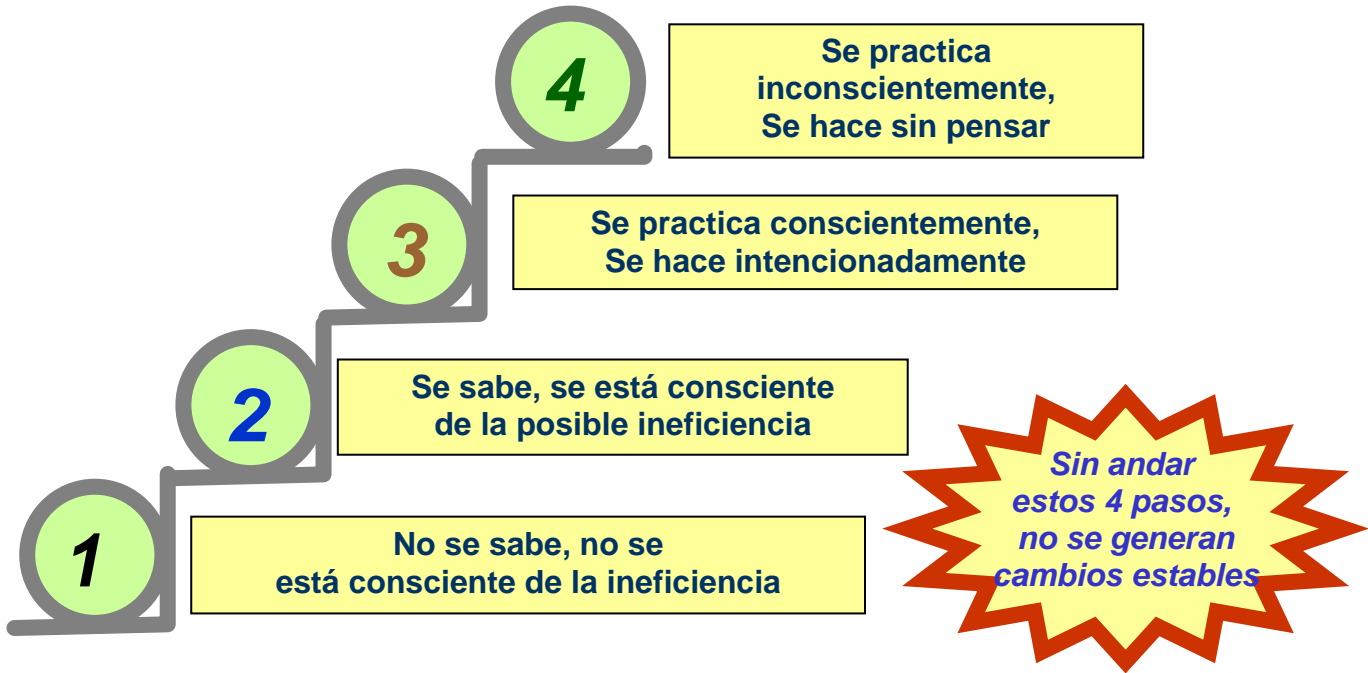 4
Se practica
inconscientemente,
Se hace sin pensar
3
Se practica conscientemente,
Se hace intencionadamente
2
Se sabe, se está consciente
de la posible ineficiencia
1
No se sabe, no se
está consciente de la ineficiencia
Sin andar
estos 4 pasos,
no se generan
cambios estables